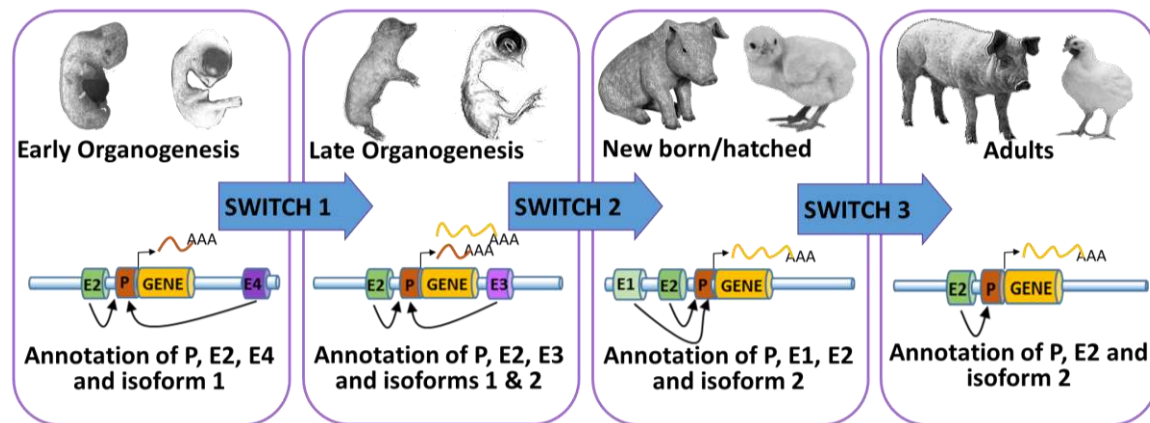 Early Organogenesis
Late Organogenesis
New born/hatched
Adults
SWITCH 1
SWITCH 2
SWITCH 3
AAA
E2 P GENE E4
Annotation of P, E2, E4
and isoform 1
AAA
AAA
E2 P GENE E3
Annotation of P, E2, E3
and isoforms 1 & 2
AAA
E1 E2 P GENE
Annotation of P, E1, E2
and isoform 2
AAA
E2 P GENE
Annotation of P, E2 and
isoform 2